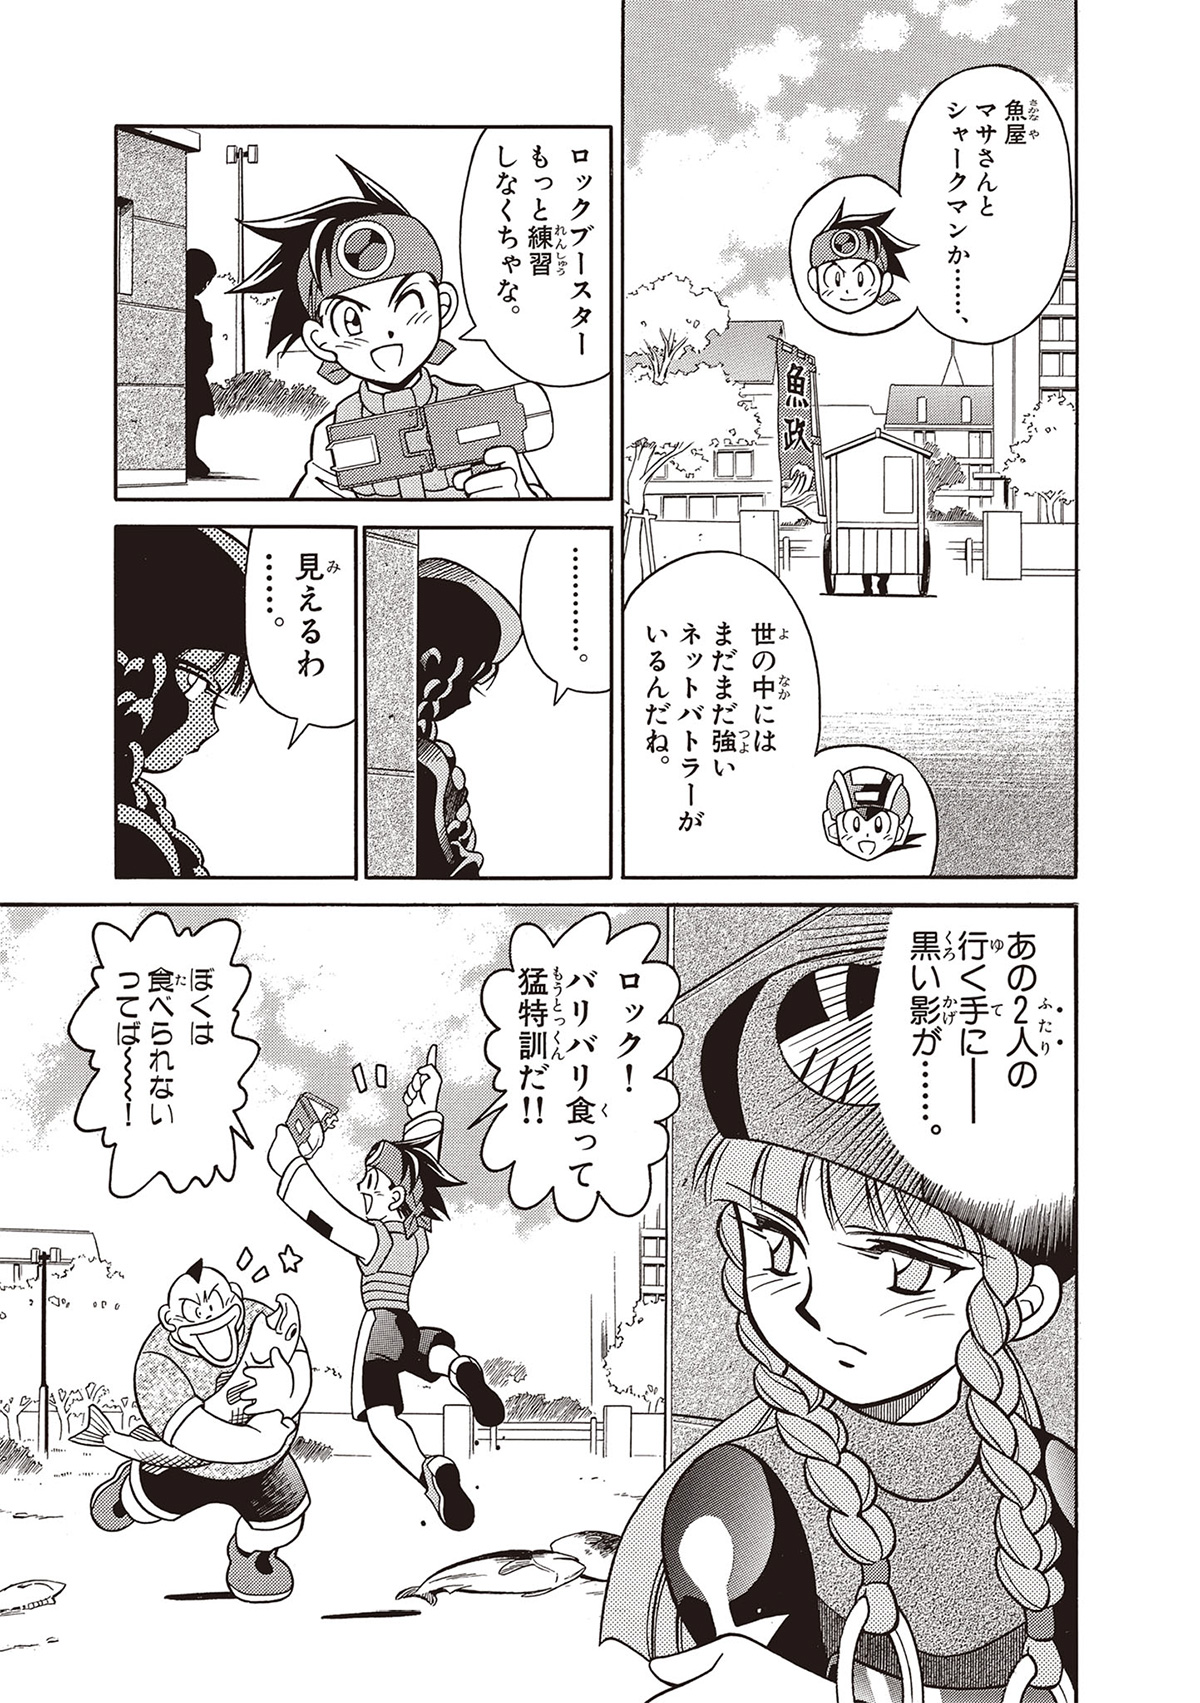 魚屋
マサさんと
シャークマンか……、
魚政
世の中には
まだまだ強い
ネットバトラーが
いるんだね。
ロックブースター
もっと練習
しなくちゃな。
…………。
見えるわ
………。
あの2人の
行く手に――
黒い影が……。
ロック！
バリバリ食って
猛特訓だ!!
ぼくは
食べられない
ってば〜〜！